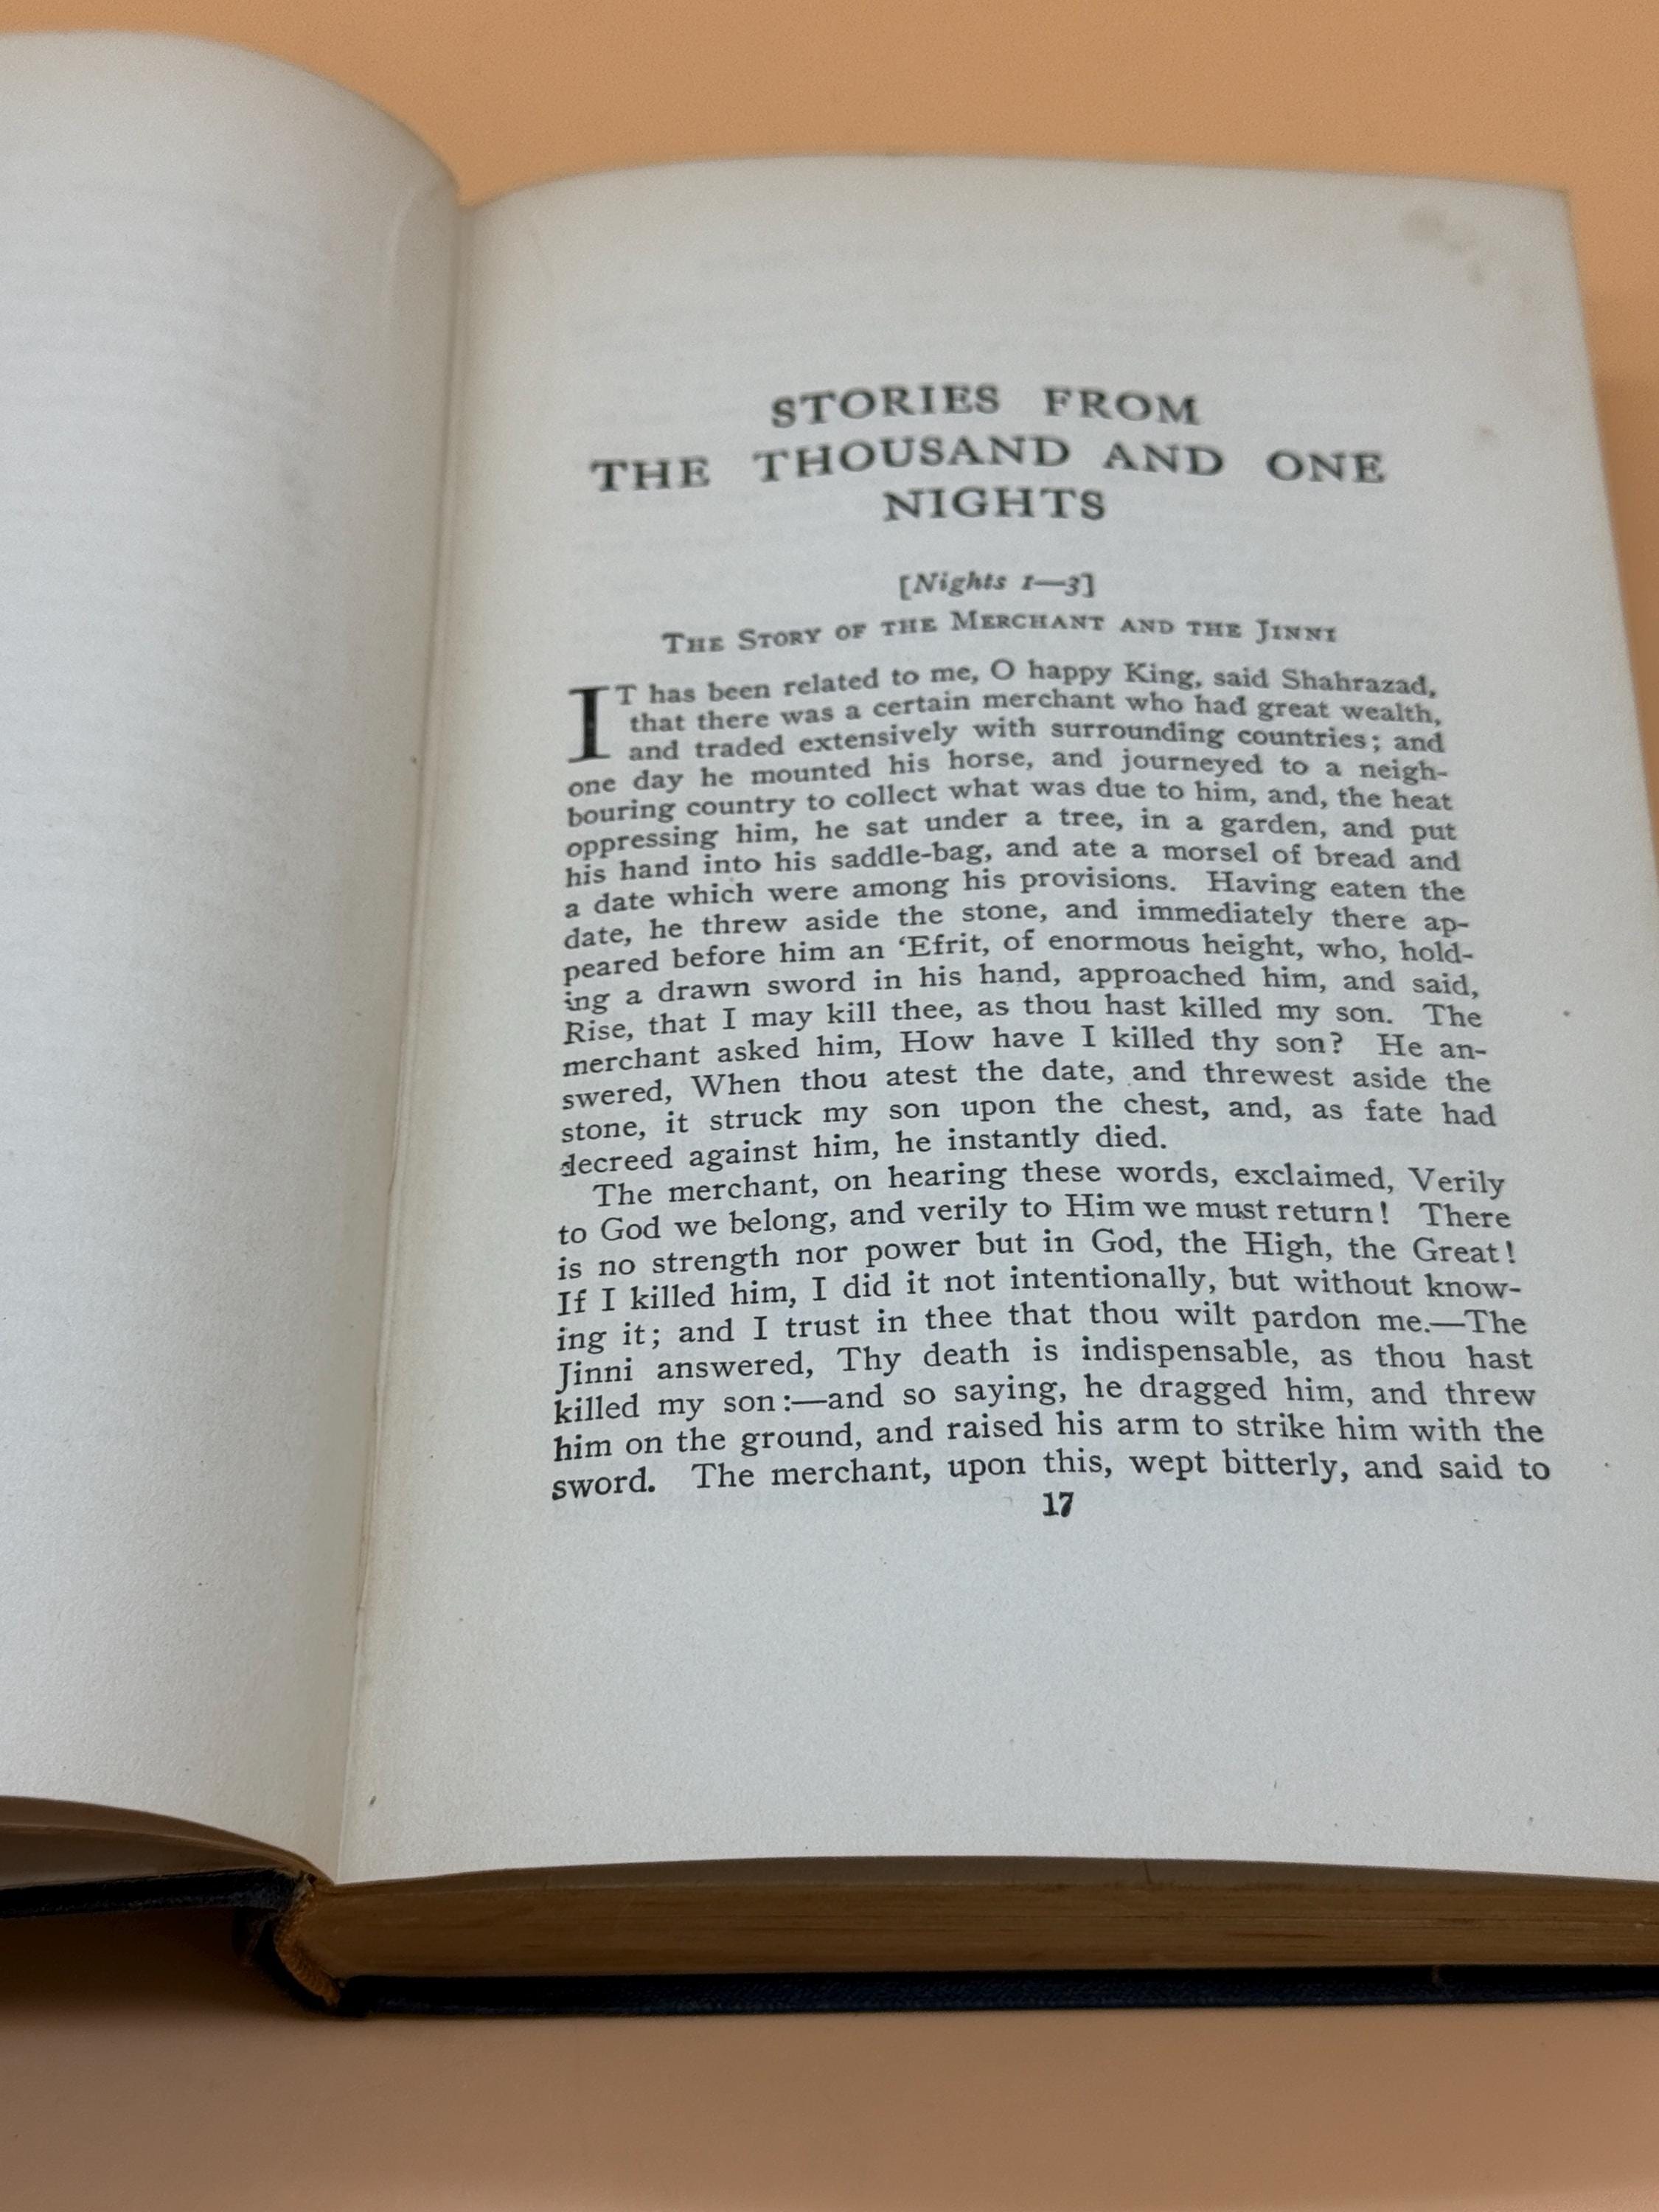 STORIES FROM
THE THOUSAND AND ONE
NIGHTS
[Nights 1—3]
THE STORY OF THE MERCHANT AND THE JINNI
IT has been related to me, O happy King, said Shahrazad,
that there was a certain merchant who had great wealth,
and traded extensively with surrounding countries; and
one day he mounted his horse, and journeyed to a neigh-
bouring country to collect what was due to him, and, the heat
oppressing him, he sat under a tree, in a garden, and put
his hand into his saddle-bag, and ate a morsel of bread and
a date which were among his provisions. Having eaten the
date, he threw aside the stone, and immediately there ap-
peared before him an ‘Efrit, of enormous height, who, hold-
ing a drawn sword in his hand, approached him, and said,
Rise, that I may kill thee, as thou hast killed my son. The
merchant asked him, How have I killed thy son? He an-
swered, When thou atest the date, and threwest aside the
stone, it struck my son upon the chest, and, as fate had
decreed against him, he instantly died.
The merchant, on hearing these words, exclaimed, Verily
to God we belong, and verily to Him we must return! There
is no strength nor power but in God, the High, the Great!
If I killed him, I did it not intentionally, but without know-
ing it; and I trust in thee that thou wilt pardon me.—The
Jinni answered, Thy death is indispensable, as thou hast
killed my son:—and so saying, he dragged him, and threw
him on the ground, and raised his arm to strike him with the
sword. The merchant, upon this, wept bitterly, and said to
17